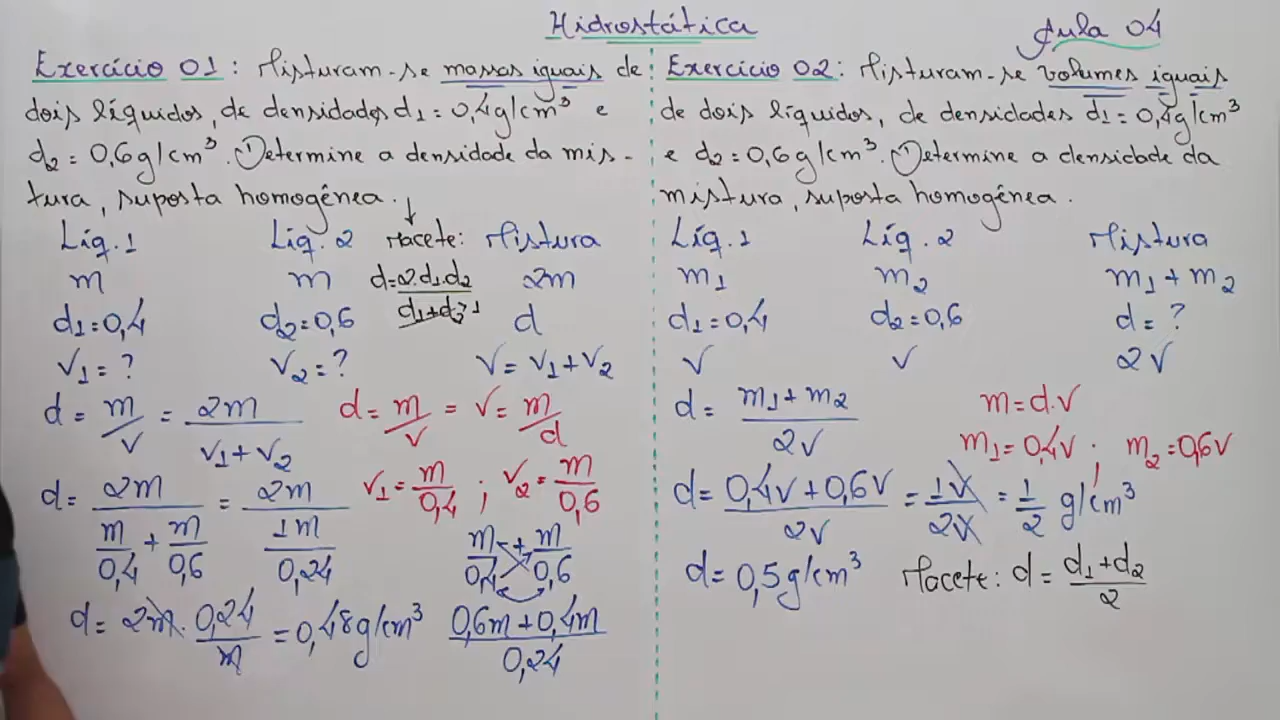 Hidrostática
Aula 04
Exercício 01: Misturam-se massas iguais de
dois líquidos, de densidades d1 = 0,4g/cm³ e
d2 = 0,6g/cm³. Determine a densidade da mis-
tura, suposta homogênea.
Líq. 1 Líq. 2 Macete: Mistura
m m d=2.d1.d2/d1+d2 2m
d1=0,4 d2=0,6 d
V1=? V2=? V=V1+V2
d=m/V=2m/V1+V2 d=m/V=V=m/d
V1=m/0,4; V2=m/0,6
d=2m/m/0,4+m/0,6=2m/1m/0,24
m/0,4+m/0,6
d=2m.0,24/m=0,48g/cm³ 0,6m+0,4m/0,24
Exercício 02: Misturam-se volumes iguais
de dois líquidos, de densidades d1=0,4g/cm³
e d2=0,6g/cm³. Determine a densidade da
mistura, suposta homogênea.
Líq. 1 Líq. 2 Mistura
m1 m2 m1+m2
d1=0,4 d2=0,6 d=?
V V 2V
d=m1+m2/2V m=d.V
m1=0,4V; m2=0,6V
d=0,4V+0,6V/2V=1V/2V=1/2 g/cm³
d=0,5g/cm³ Macete: d=d1+d2/2